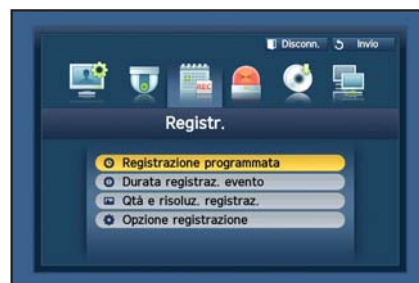 Disconn. Invio
REC
Registr.
Registrazione programmata
Durata registraz. evento
Qtà e risoluz. registraz.
Opzione registrazione